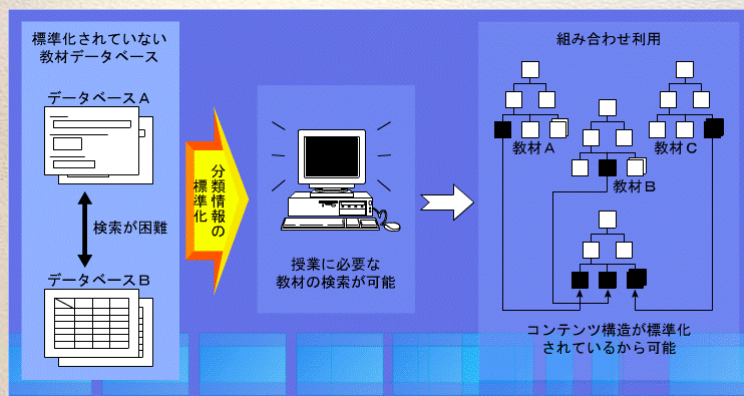 標準化されていない
教材データベース
データベースA
検索が困難
データベースB
分類情報の
標準化
授業に必要な
教材の検索が可能
組み合わせ利用
教材A
教材B
教材C
コンテンツ構造が標準化
されているから可能